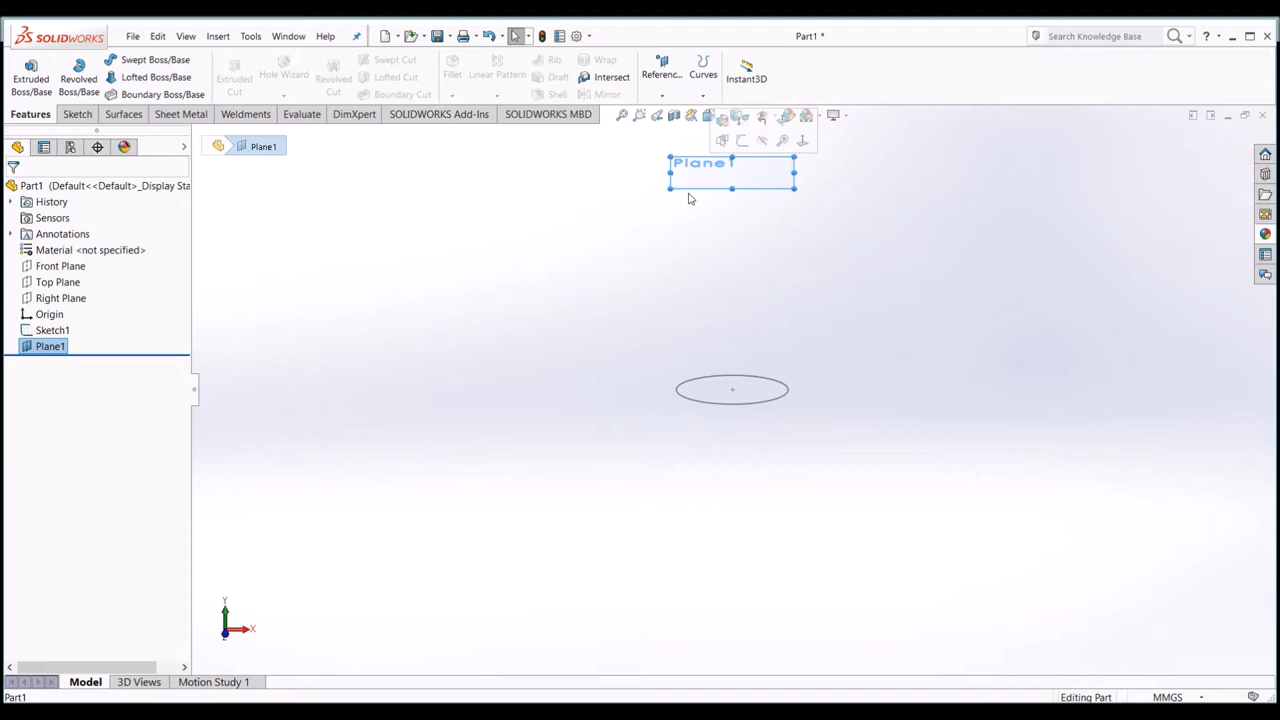 SOLIDWORKS File Edit View Insert Tools Window Help Part1 * Search Knowledge Base ?
Extruded Boss/Base Revolved Boss/Base Swept Boss/Base Lofted Boss/Base Boundary Boss/Base Extruded Cut Hole Wizard Revolved Cut Swept Cut Lofted Cut Boundary Cut Fillet Linear Pattern Rib Draft Shell Wrap Intersect Mirror Referenc... Curves Instant3D
Features Sketch Sheet Metal Surfaces Weldments Evaluate DimXpert SOLIDWORKS Add-Ins SOLIDWORKS MBD
Plane1
Plane1
Part1 (Default<<Default>_Display Sta
History
Sensors
Annotations
Material <not specified>
Front Plane
Top Plane
Right Plane
Origin
Sketch1
Plane1
Y
X
Z
Model 3D Views Motion Study 1
Part1 Editing Part MMGS